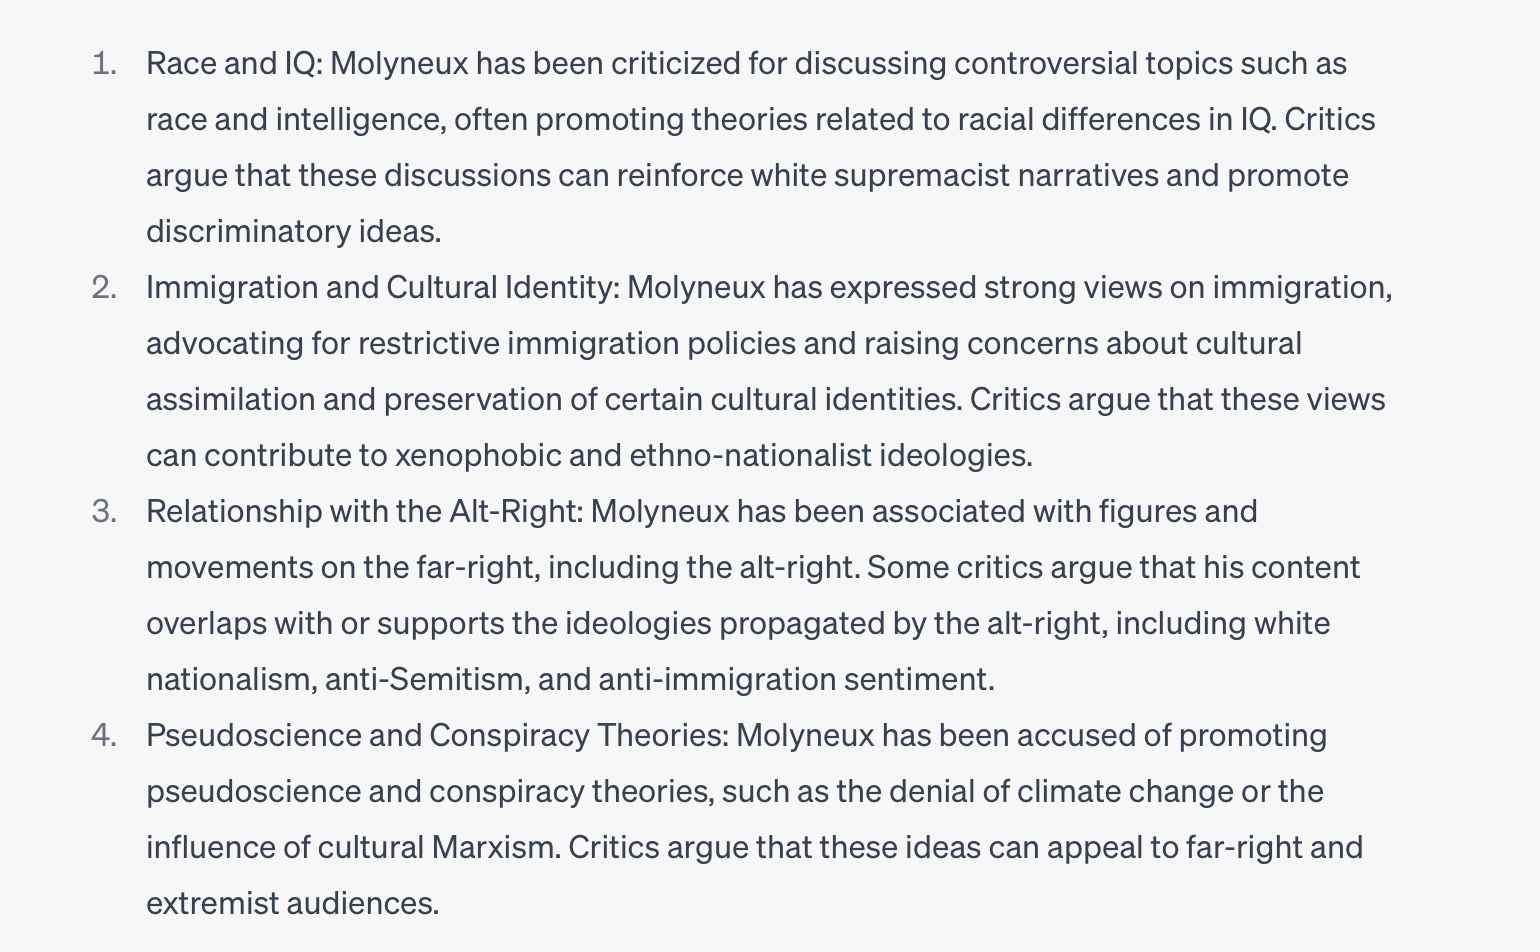 1. Race and IQ: Molyneux has been criticized for discussing controversial topics such as
race and intelligence, often promoting theories related to racial differences in IQ. Critics
argue that these discussions can reinforce white supremacist narratives and promote
discriminatory ideas.
2. Immigration and Cultural Identity: Molyneux has expressed strong views on immigration,
advocating for restrictive immigration policies and raising concerns about cultural
assimilation and preservation of certain cultural identities. Critics argue that these views
can contribute to xenophobic and ethno-nationalist ideologies.
3. Relationship with the Alt-Right: Molyneux has been associated with figures and
movements on the far-right, including the alt-right. Some critics argue that his content
overlaps with or supports the ideologies propagated by the alt-right, including white
nationalism, anti-Semitism, and anti-immigration sentiment.
4. Pseudoscience and Conspiracy Theories: Molyneux has been accused of promoting
pseudoscience and conspiracy theories, such as the denial of climate change or the
influence of cultural Marxism. Critics argue that these ideas can appeal to far-right and
extremist audiences.